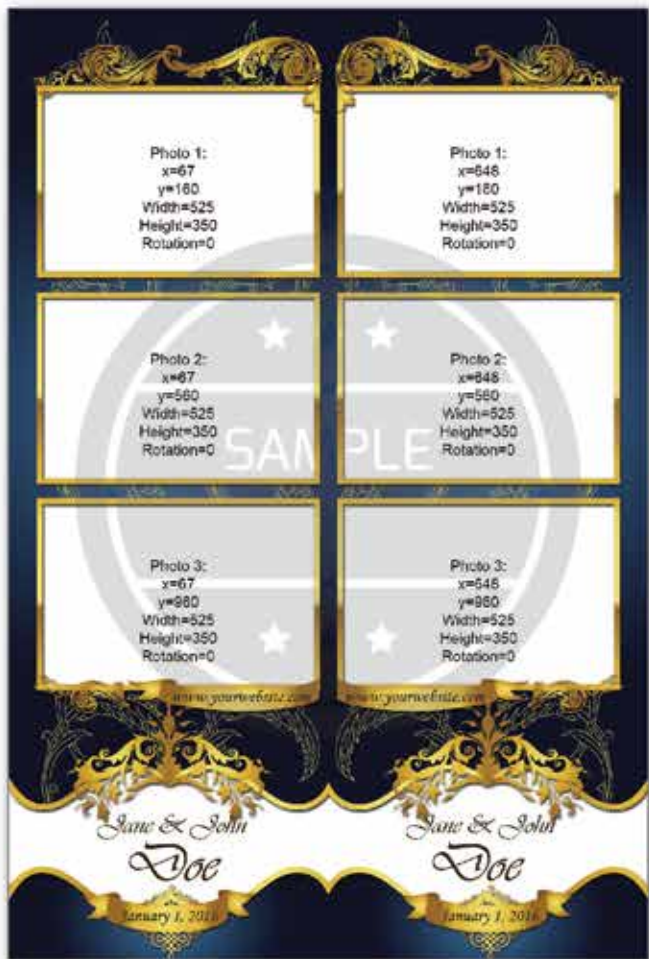 Photo 1:
x=67
y=160
Width=525
Height=350
Rotation=0
Photo 1:
y=160
Width=525
Height=350
Rotation=0
Photo 2:
x=67
y=560
Width=525
Height=350
Rotation=0
Photo 2:
y=560
Width=525
Height=350
Rotation=0
SAMPLE
Photo 3:
x=67
y=960
Width=525
Height=350
Rotation=0
Photo 3:
y=960
Width=525
Height=350
Rotation=0
www.yourwebsite.com
www.yourwebsite.com
Jane & John
Doe
January 1, 2016
Jane & John
Doe
January 1, 2016